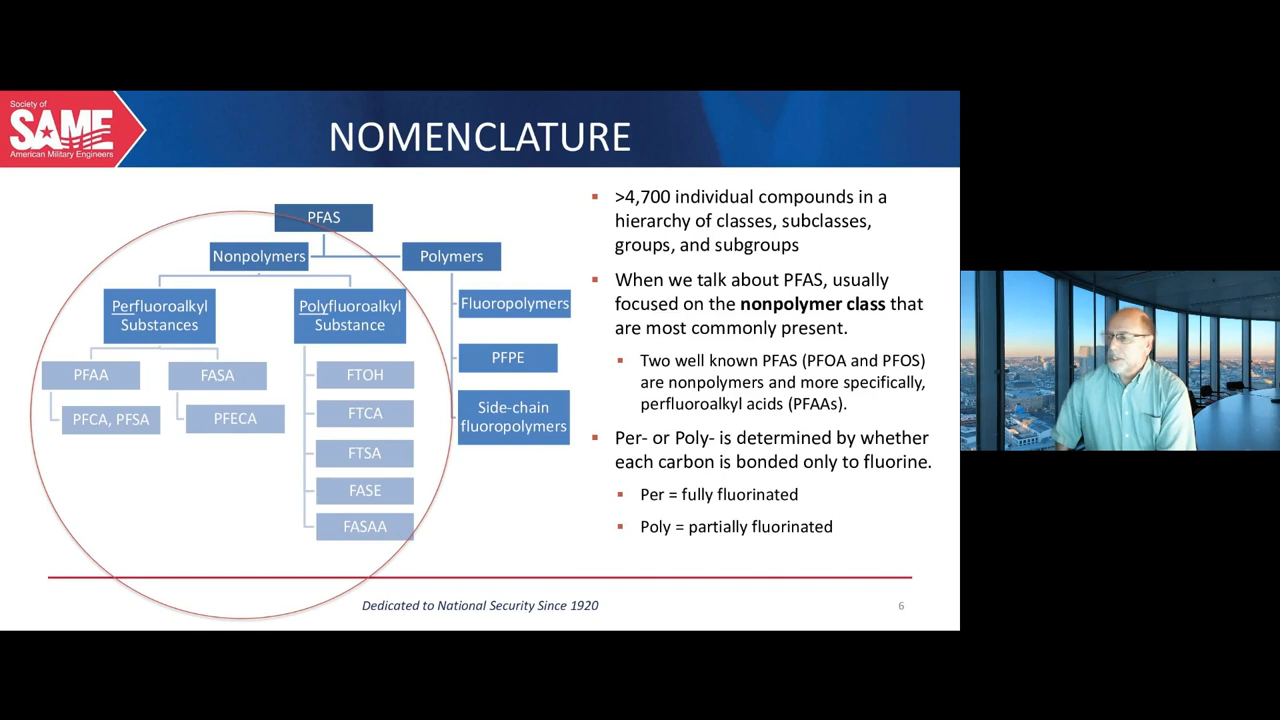 Society of
SAME
American Military Engineers
NOMENCLATURE
PFAS
Nonpolymers
Polymers
Perfluoroalkyl
Substances
Polyfluoroalkyl
Substance
Fluoropolymers
PFPE
Side-chain
fluoropolymers
PFAA
FASA
PFCA, PFSA
PFECA
FTOH
FTCA
FTSA
FASE
FASAA
>4,700 individual compounds in a
hierarchy of classes, subclasses,
groups, and subgroups
When we talk about PFAS, usually
focused on the nonpolymer class that
are most commonly present.
Two well known PFAS (PFOA and PFOS)
are nonpolymers and more specifically,
perfluoroalkyl acids (PFAAs).
Per- or Poly- is determined by whether
each carbon is bonded only to fluorine.
Per = fully fluorinated
Poly = partially fluorinated
Dedicated to National Security Since 1920
6